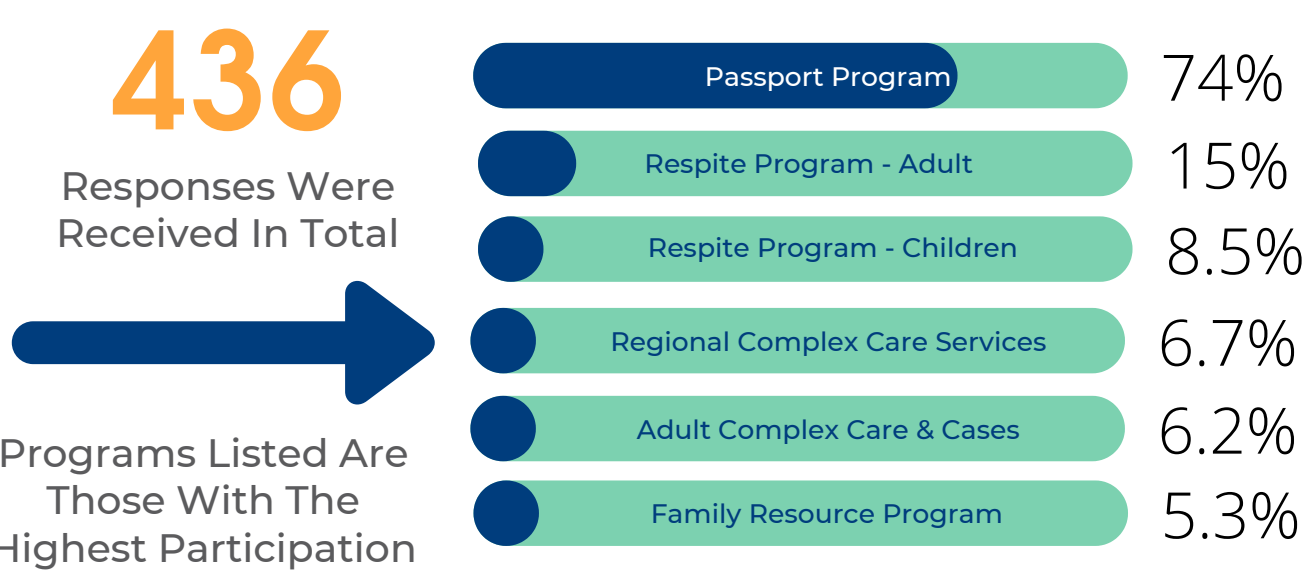 436
Responses Were
Received In Total
Programs Listed Are
Those With The
Highest Participation
Passport Program 74%
Respite Program - Adult 15%
Respite Program - Children 8.5%
Regional Complex Care Services 6.7%
Adult Complex Care & Cases 6.2%
Family Resource Program 5.3%